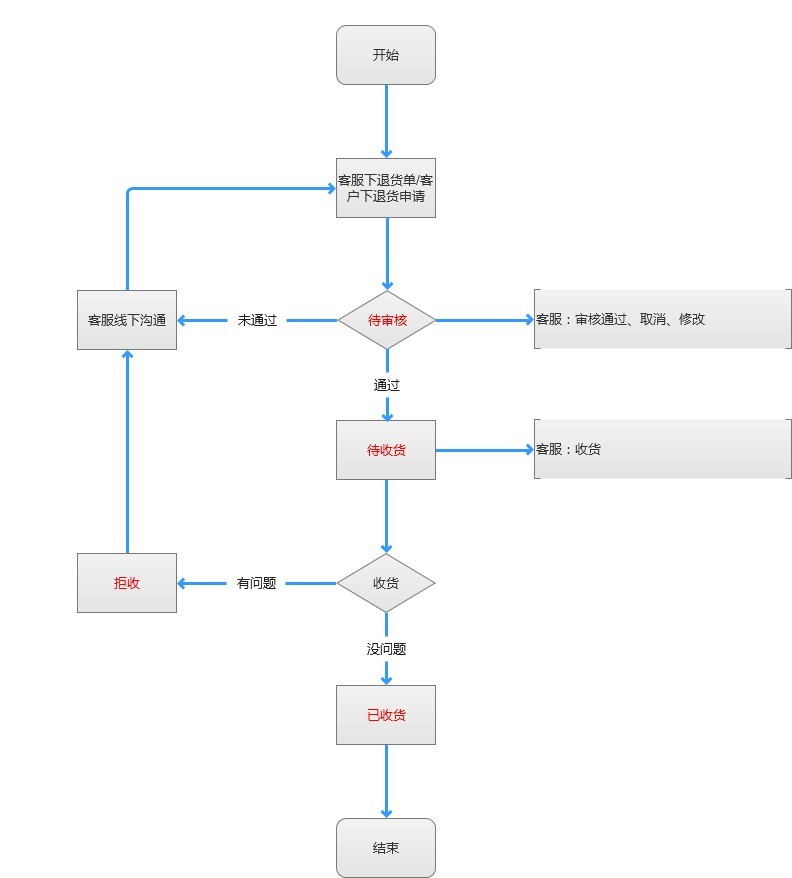 开始
客服下退货单/客
户下退货申请
客服线下沟通
未通过
待审核
客服：审核通过、取消、修改
通过
待收货
客服：收货
拒收
有问题
收货
没问题
已收货
结束